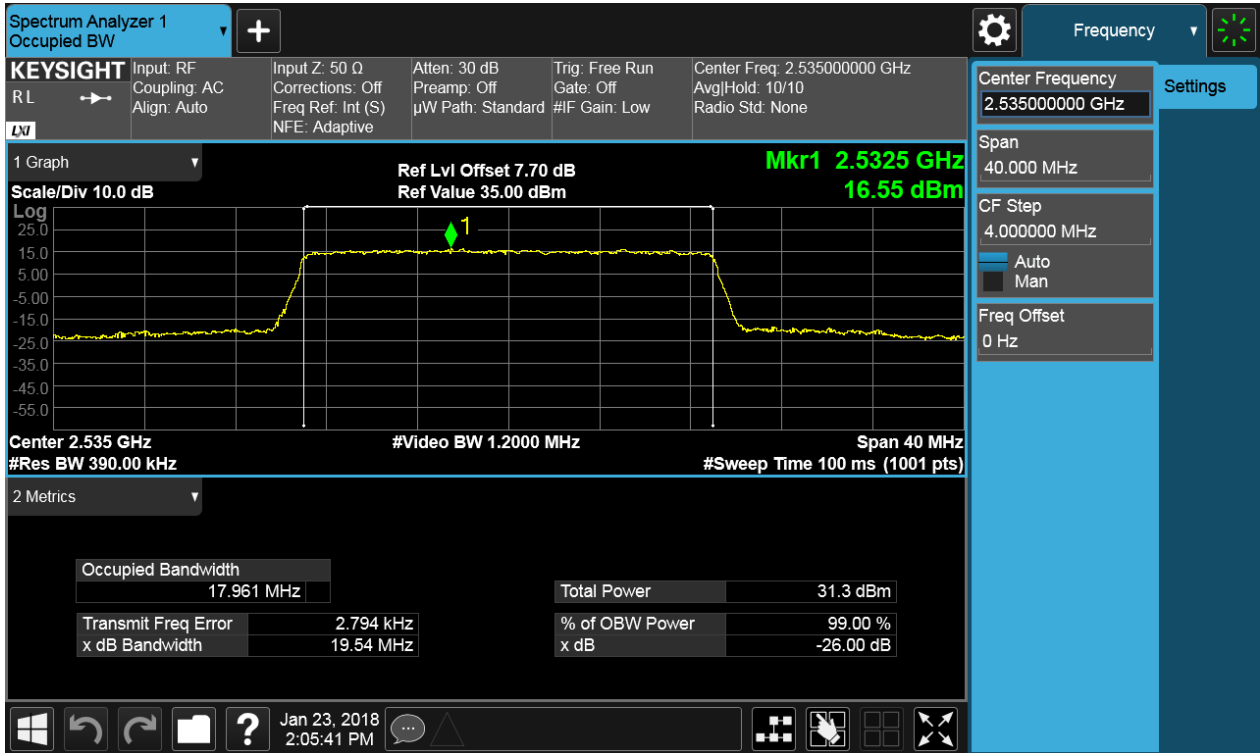 Spectrum Analyzer 1
Occupied BW
+
Frequency
KEYSIGHT
RL
LXI
Input: RF
Coupling: AC
Align: Auto
Input Z: 50 Ω
Corrections: Off
Freq Ref: Int (S)
NFE: Adaptive
Atten: 30 dB
Preamp: Off
µW Path: Standard
Trig: Free Run
Gate: Off
#IF Gain: Low
Center Freq: 2.535000000 GHz
Avg|Hold: 10/10
Radio Std: None
Center Frequency
2.535000000 GHz
Settings
Span
40.000 MHz
CF Step
4.000000 MHz
Auto
Man
Freq Offset
0 Hz
1 Graph
Scale/Div 10.0 dB
Ref Lvl Offset 7.70 dB
Ref Value 35.00 dBm
Mkr1 2.5325 GHz
16.55 dBm
Log
25.0
15.0
5.00
-5.00
-15.0
-25.0
-35.0
-45.0
-55.0
1
Center 2.535 GHz
#Video BW 1.2000 MHz
Span 40 MHz
#Res BW 390.00 kHz
#Sweep Time 100 ms (1001 pts)
2 Metrics
Occupied Bandwidth
17.961 MHz
Total Power 31.3 dBm
Transmit Freq Error 2.794 kHz
% of OBW Power 99.00 %
x dB Bandwidth 19.54 MHz
x dB -26.00 dB
?
Jan 23, 2018
2:05:41 PM